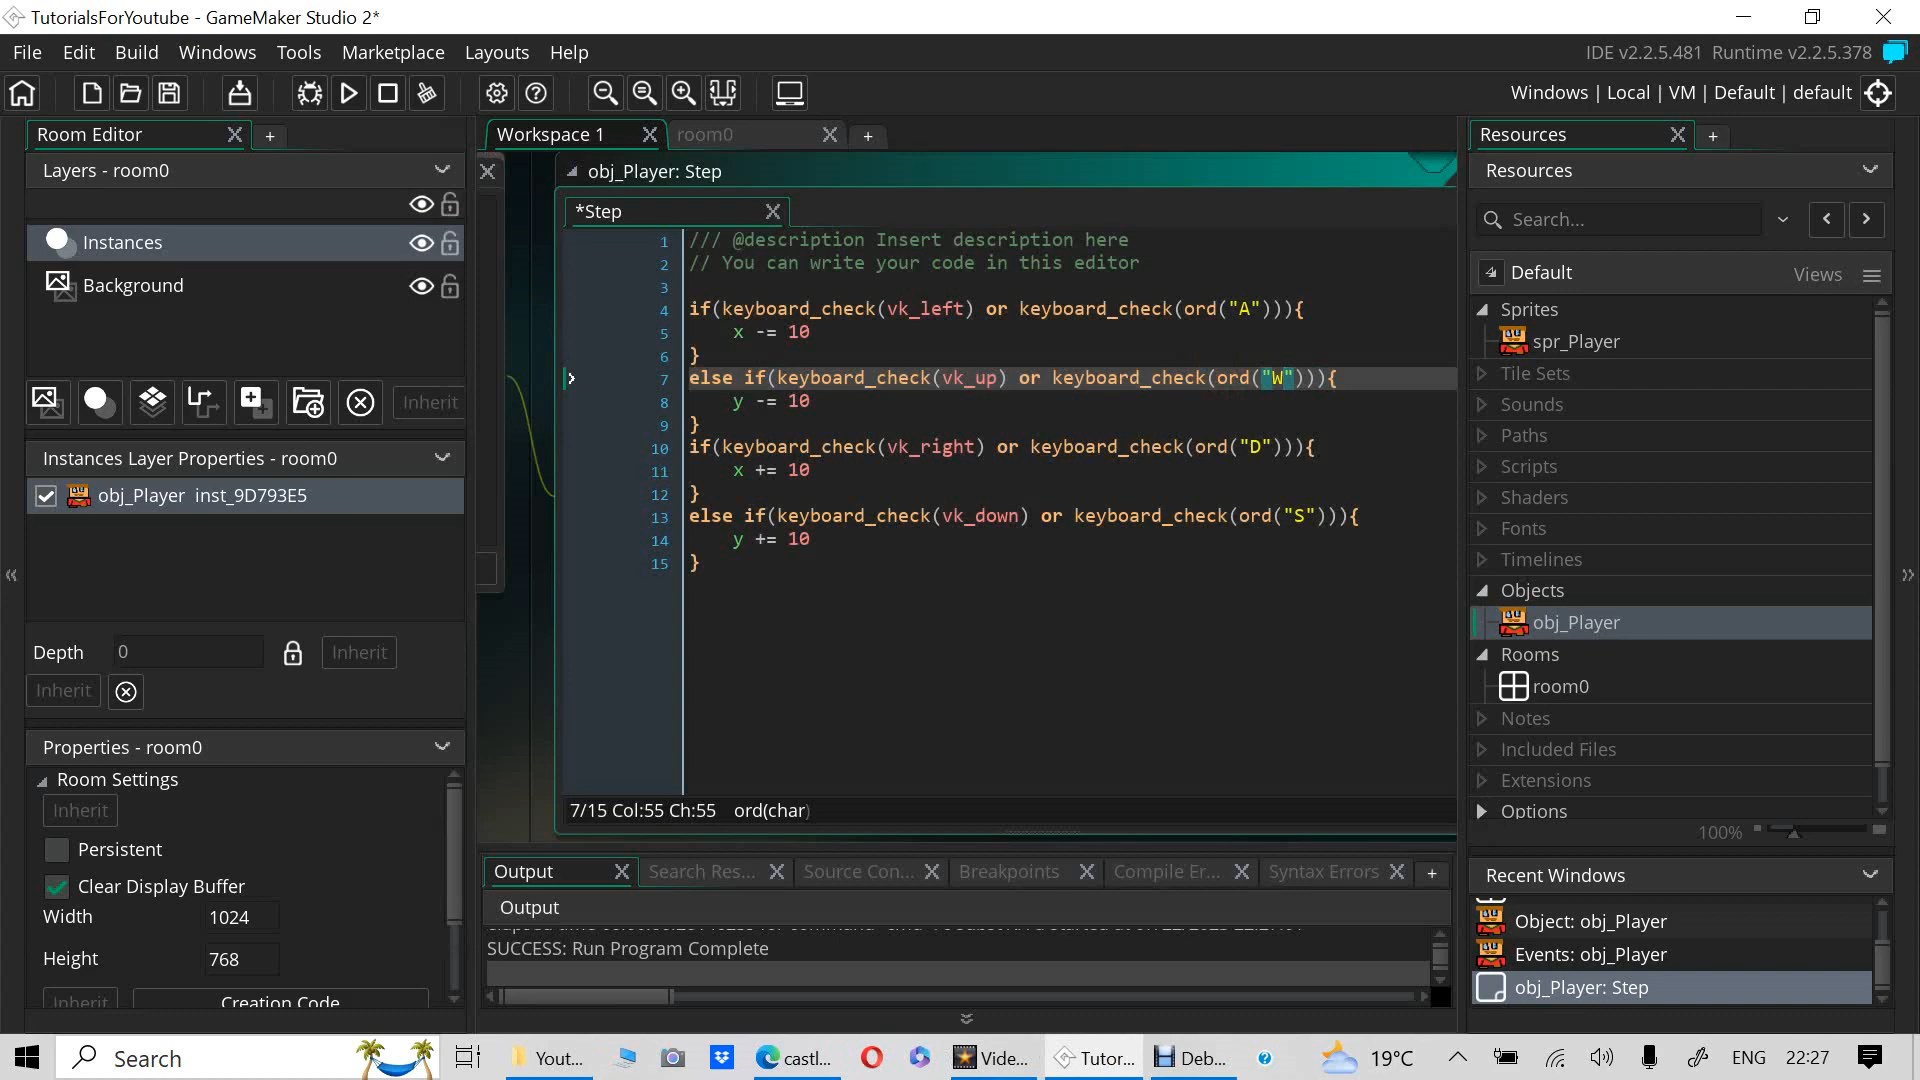 TutorialsForYoutube - GameMaker Studio 2*
File Edit Build Windows Tools Marketplace Layouts Help
IDE v2.2.5.481 Runtime v2.2.5.378
Windows | Local | VM | Default | default
Room Editor
Workspace 1
room0
Resources
Layers - room0
obj_Player: Step
Resources
*Step
Search...
Instances
Background
Default
Views
1 /// @description Insert description here
2 // You can write your code in this editor
3
4 if(keyboard_check(vk_left) or keyboard_check(ord("A"))){
5 x -= 10
6 }
7 else if(keyboard_check(vk_up) or keyboard_check(ord("W"))){
8 y -= 10
9 }
10 if(keyboard_check(vk_right) or keyboard_check(ord("D"))){
11 x += 10
12 }
13 else if(keyboard_check(vk_down) or keyboard_check(ord("S"))){
14 y += 10
15 }
7/15 Col:55 Ch:55 ord(char)
Inherit
Instances Layer Properties - room0
obj_Player inst_9D793E5
Depth 0 Inherit
Inherit
Properties - room0
Room Settings
Inherit
Persistent
Clear Display Buffer
Width 1024
Height 768
Inherit Creation Code
Sprites
spr_Player
Tile Sets
Sounds
Paths
Scripts
Shaders
Fonts
Timelines
Objects
obj_Player
Rooms
room0
Notes
Included Files
Extensions
Options
100%
Output Search Res... Source Con... Breakpoints Compile Er... Syntax Errors
Output
SUCCESS: Run Program Complete
Recent Windows
Object: obj_Player
Events: obj_Player
obj_Player: Step
Search
Yout...
castl...
Vide...
Tutor...
Deb...
19°C
ENG
22:27